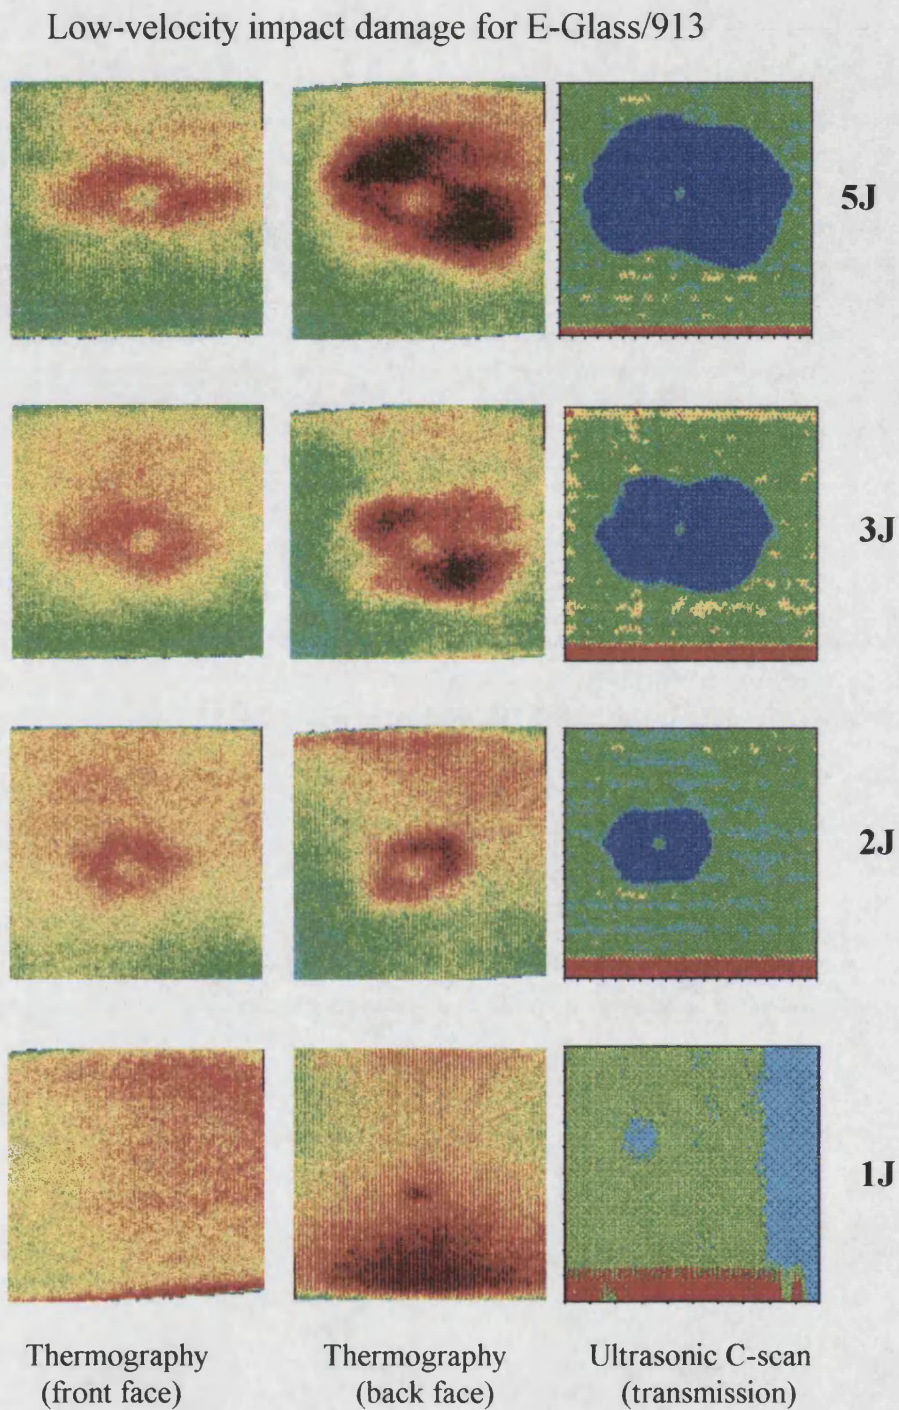 Low-velocity impact damage for E-Glass/913
5J
3J
2J
1J
Thermography
(front face)
Thermography
(back face)
Ultrasonic C-scan
(transmission)